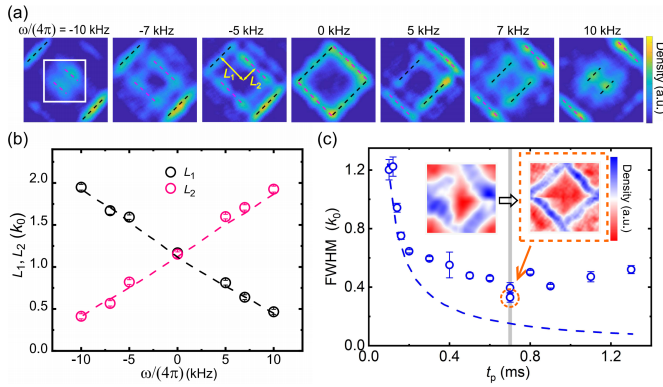 (a)
ω/(4π) = -10 kHz -7 kHz -5 kHz 0 kHz 5 kHz 7 kHz 10 kHz
L₁ L₂
Density (a.u.)
(b)
L₁
L₂
L₁, L₂ (k₀)
2.0
1.5
1.0
0.5
0.0
-10 -5 0 5 10
ω/(4π)(kHz)
(c)
FWHM (k₀)
1.2
0.8
0.4
0
0.0 0.3 0.6 0.9 1.2
tₚ (ms)
Density (a.u.)